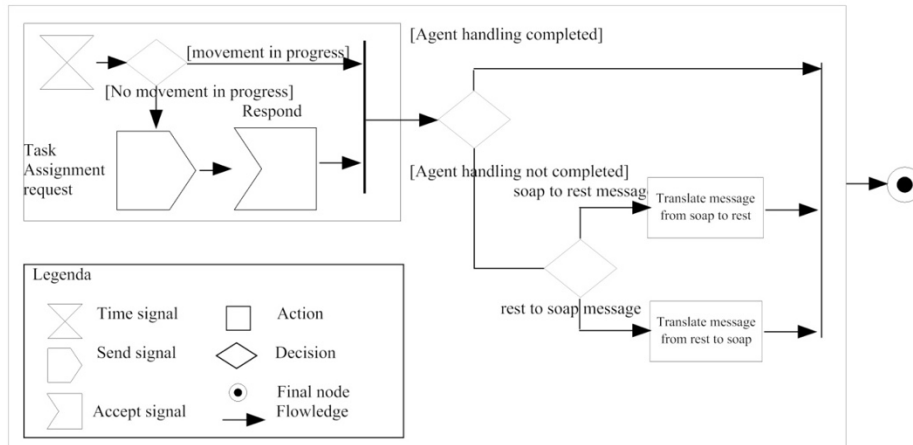 [Agent handling completed]
[movement in progress]
[No movement in progress]
Respond
Task
Assignment
request
[Agent handling not completed]
soap to rest message
Translate message
from soap to rest
rest to soap message
Translate message
from rest to soap
Legenda
Time signal
Action
Send signal
Decision
Final node
Accept signal
Flowledge